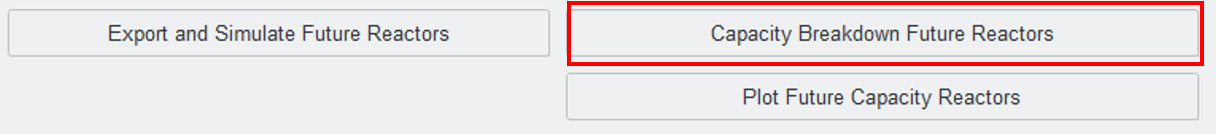 Export and Simulate Future Reactors
Capacity Breakdown Future Reactors
Plot Future Capacity Reactors